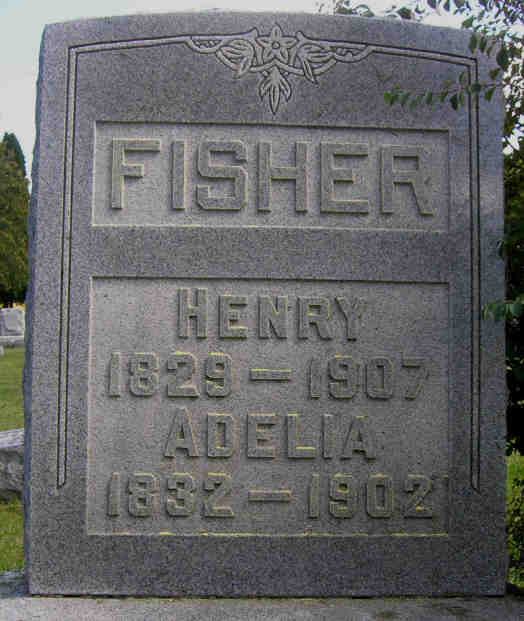 FISHER
HENRY
1829 — 1907
ADELIA
1832 — 1902